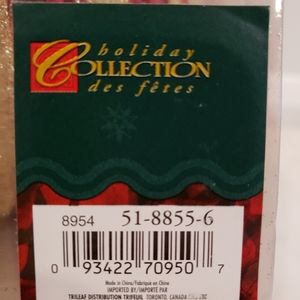 holiday
COLLECTION
des fêtes
8954 51-8855-6
0 93422 70950 7
Made in China/Fabriqué en Chine
IMPORTED BY/IMPORTÉ PAR
TRILEAF DISTRIBUTION TRIFEUIL TORONTO, CANADA